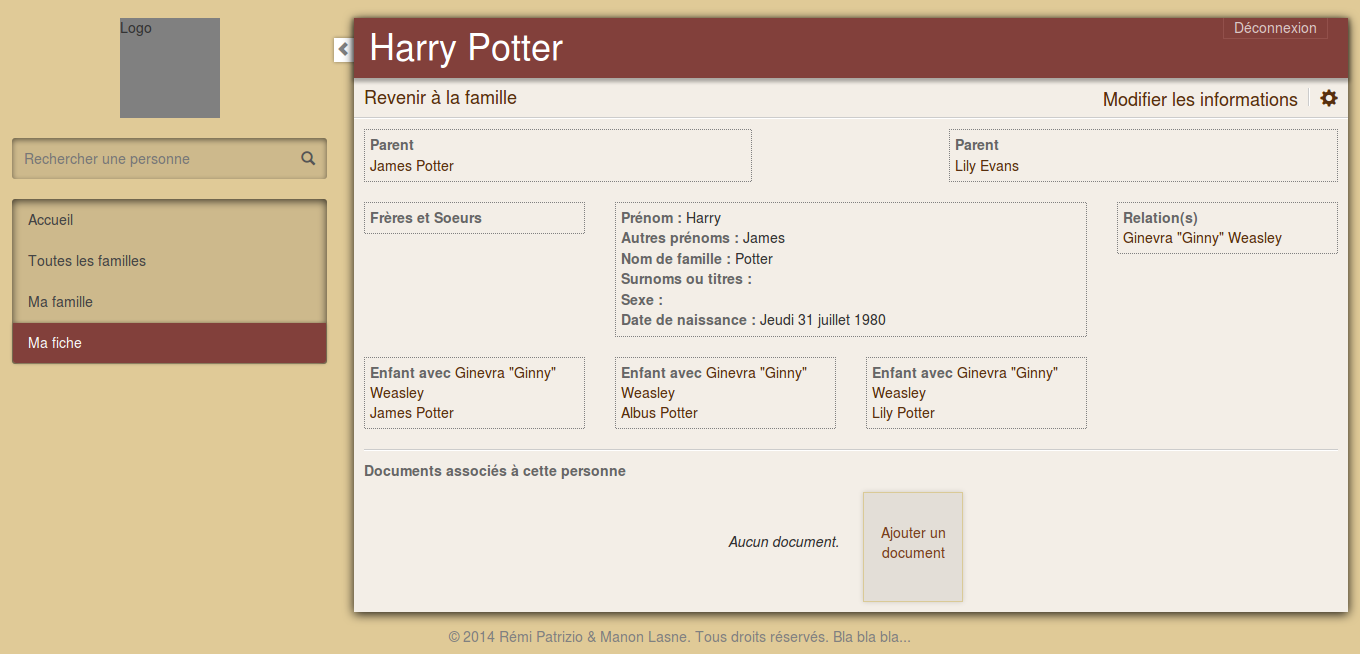 Logo
Déconnexion
Harry Potter
Revenir à la famille
Modifier les informations
Rechercher une personne
Accueil
Toutes les familles
Ma famille
Ma fiche
Parent
James Potter
Parent
Lily Evans
Frères et Soeurs
Prénom : Harry
Autres prénoms : James
Nom de famille : Potter
Surnoms ou titres :
Sexe :
Date de naissance : Jeudi 31 juillet 1980
Relation(s)
Ginevra "Ginny" Weasley
Enfant avec Ginevra "Ginny"
Weasley
James Potter
Enfant avec Ginevra "Ginny"
Weasley
Albus Potter
Enfant avec Ginevra "Ginny"
Weasley
Lily Potter
Documents associés à cette personne
Aucun document.
Ajouter un
document
© 2014 Rémi Patrizio & Manon Lasne. Tous droits réservés. Bla bla bla...